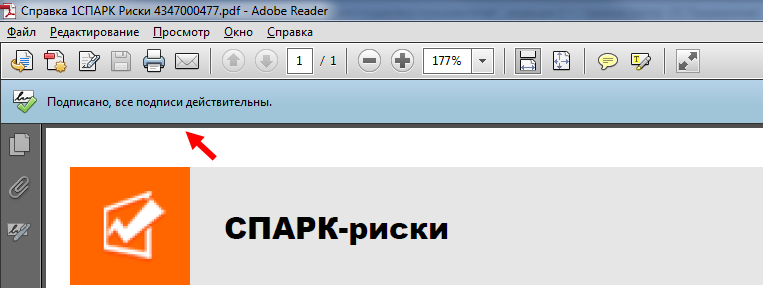 Справка 1СПАРК Риски 4347000477.pdf - Adobe Reader
Файл Редактирование Просмотр Окно Справка
1 / 1 177%
Подписано, все подписи действительны.
СПАРК-риски